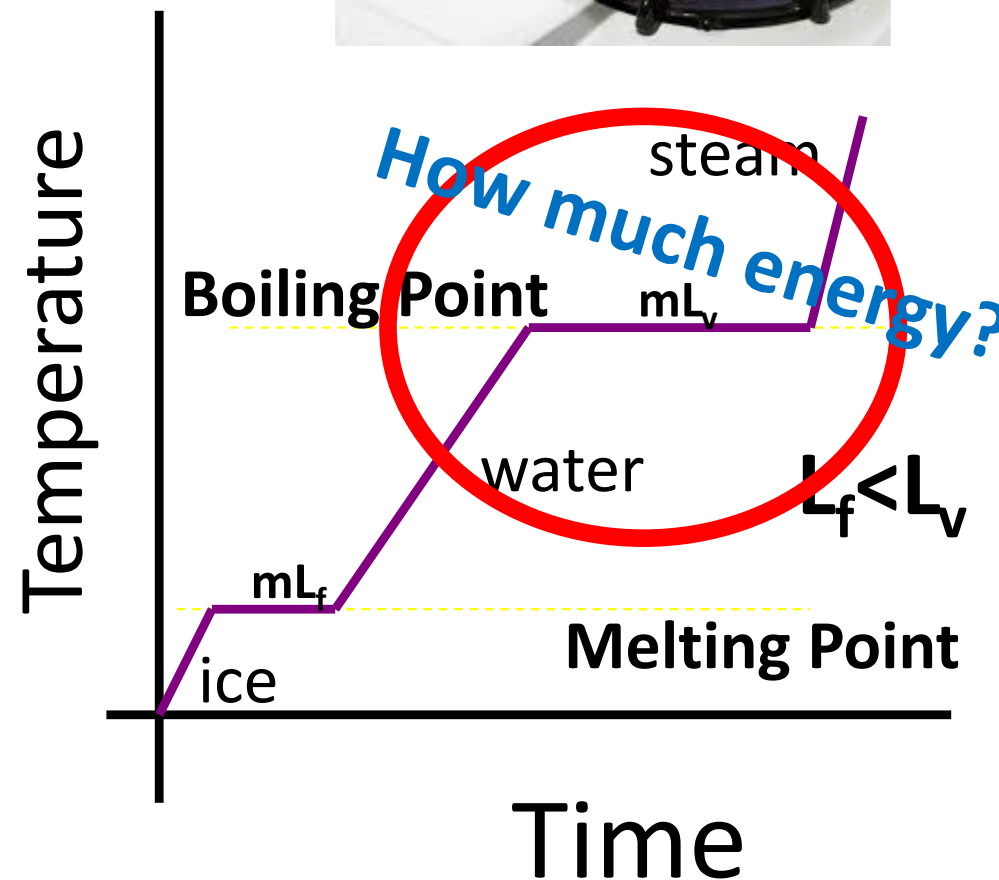 Temperature
steam
How much energy?
Boiling Point
mLv
water
Lf<Lv
mLf
Melting Point
ice
Time